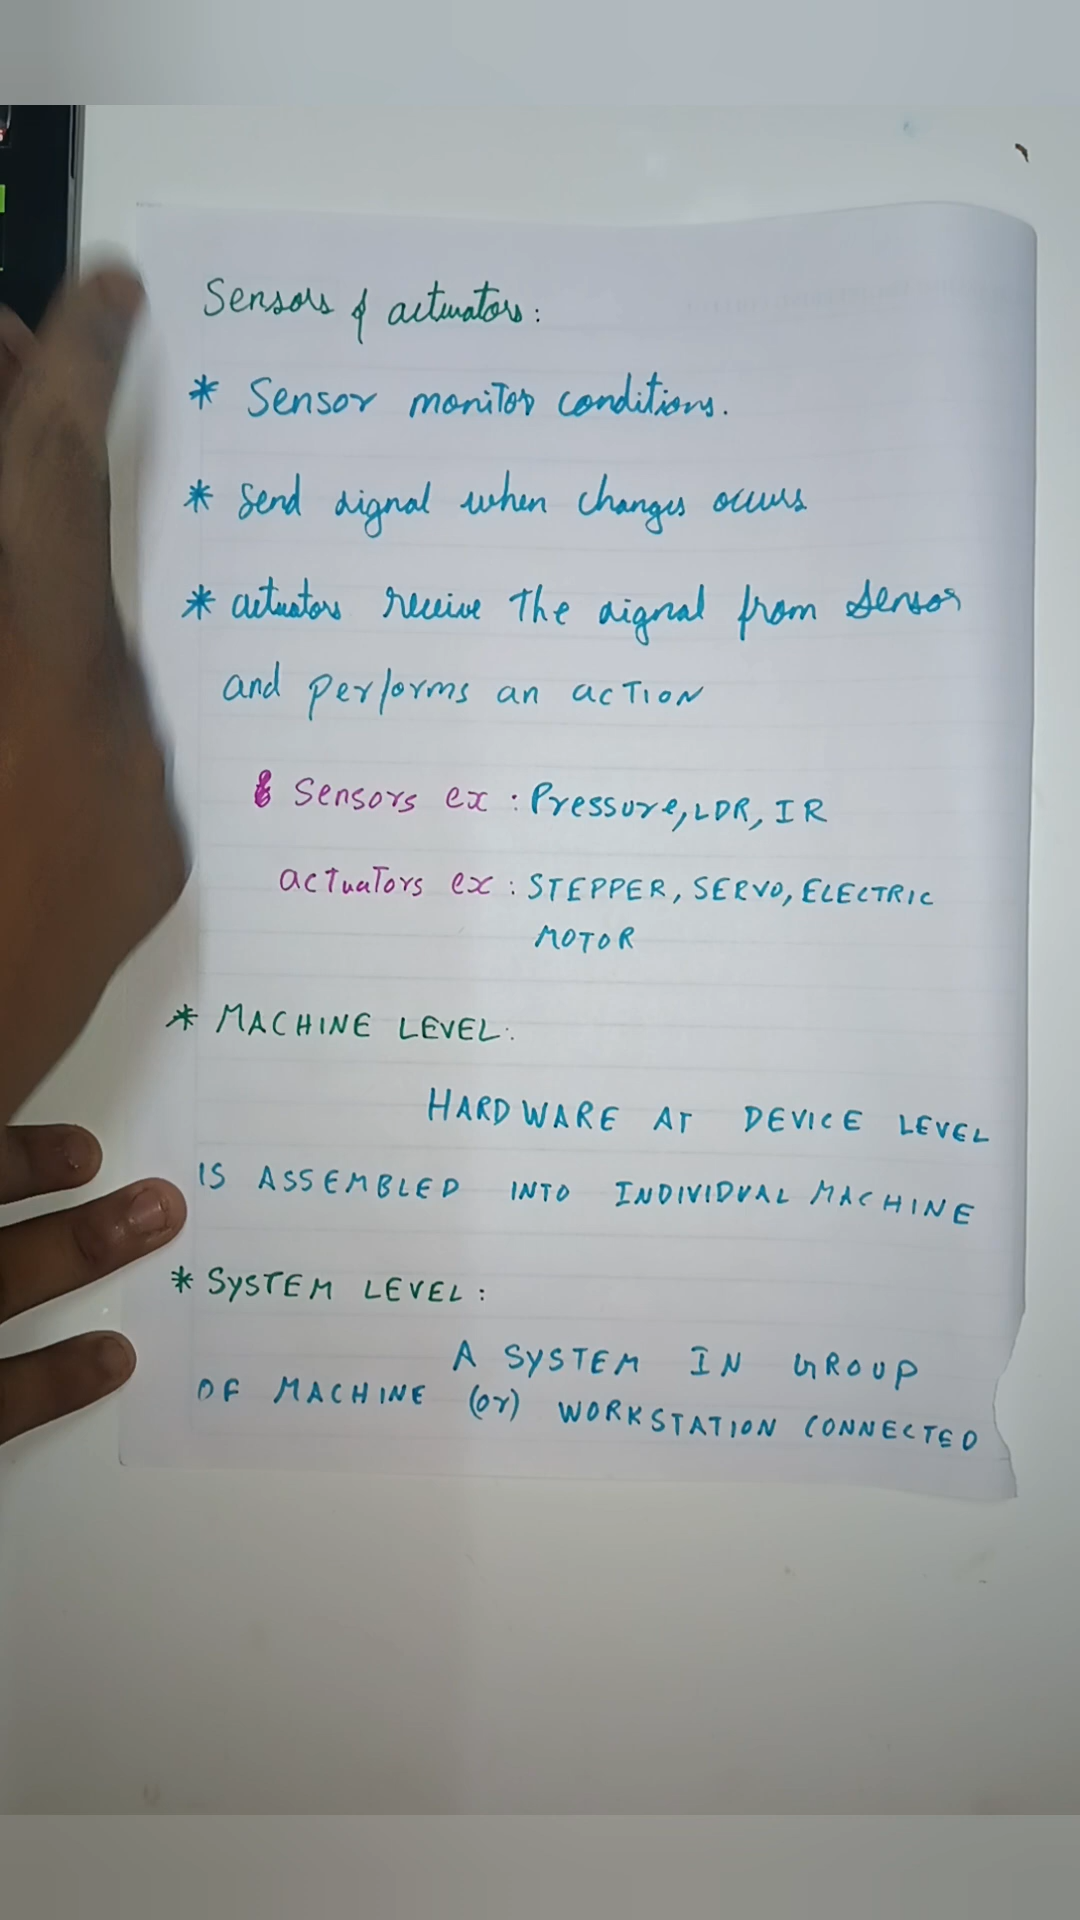 Sensors & actuators:
* Sensor monitor conditions.
* Send signal when changes occurs
* actuators receive The signal from sensor
and performs an acTION
Sensors ex : Pressure, LDR, IR
acTuaTors ex : STEPPER, SERVO, ELECTRIC
MOTOR
* MACHINE LEVEL:
HARDWARE AT DEVICE LEVEL
IS ASSEMBLED INTO INDIVIDUAL MACHINE
* SYSTEM LEVEL:
A SYSTEM IN GROUP
OF MACHINE (or) WORKSTATION CONNECTED